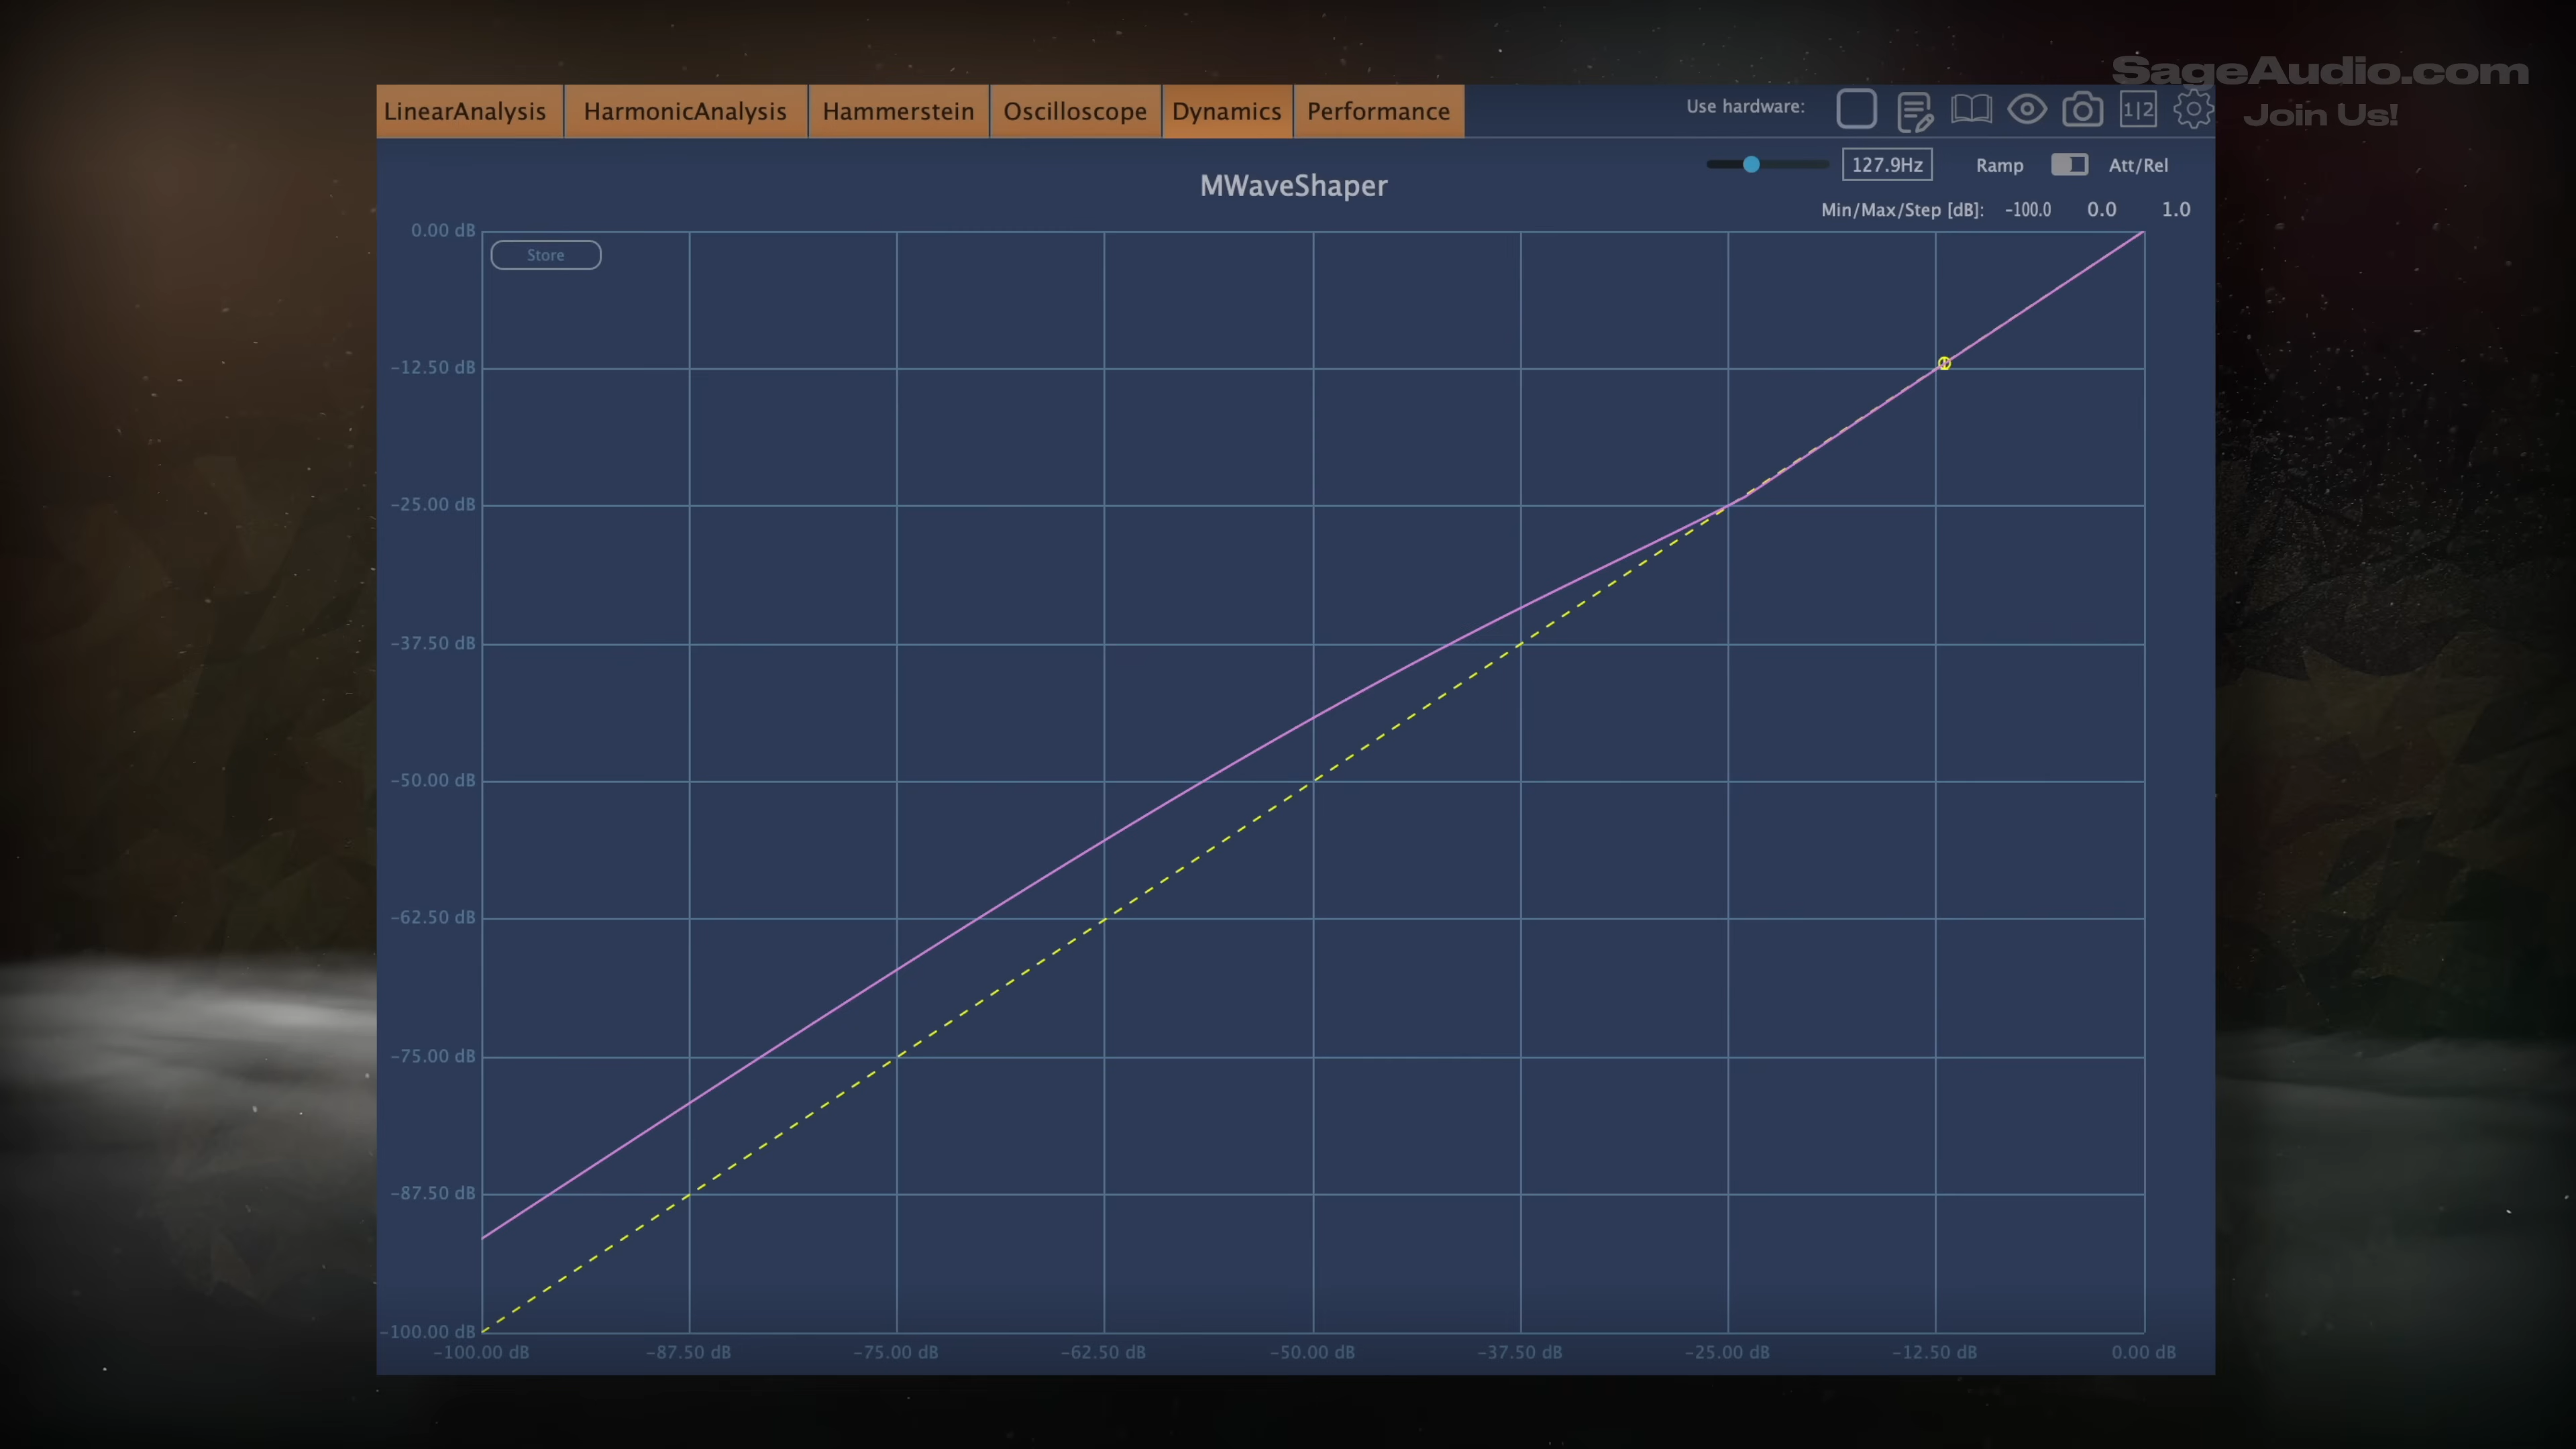 SageAudio.com
Join Us!
LinearAnalysis HarmonicAnalysis Hammerstein Oscilloscope Dynamics Performance
Use hardware: 1|2
MWaveShaper
127.9Hz Ramp Att/Rel
Min/Max/Step [dB]: -100.0 0.0 1.0
Store
0.00 dB
-12.50 dB
-25.00 dB
-37.50 dB
-50.00 dB
-62.50 dB
-75.00 dB
-87.50 dB
-100.00 dB
-100.00 dB -87.50 dB -75.00 dB -62.50 dB -50.00 dB -37.50 dB -25.00 dB -12.50 dB 0.00 dB